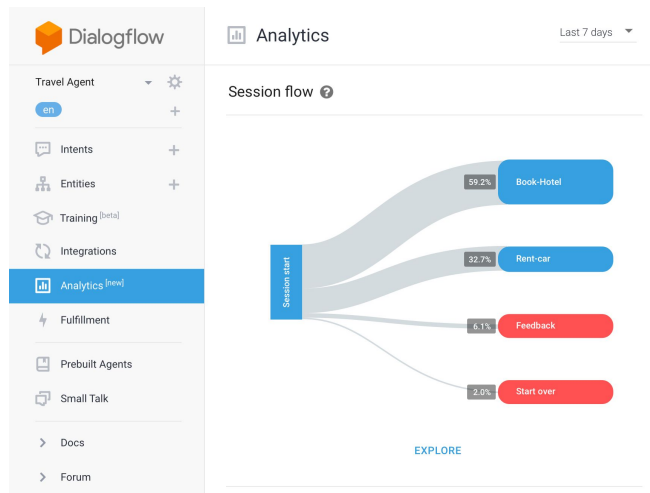 Dialogflow
Travel Agent
en
Intents
Entities
Training [beta]
Integrations
Analytics [new]
Fulfillment
Prebuilt Agents
Small Talk
Docs
Forum
Analytics
Last 7 days
Session flow
Session start
59.2%
Book-Hotel
32.7%
Rent-car
6.1%
Feedback
2.0%
Start over
EXPLORE